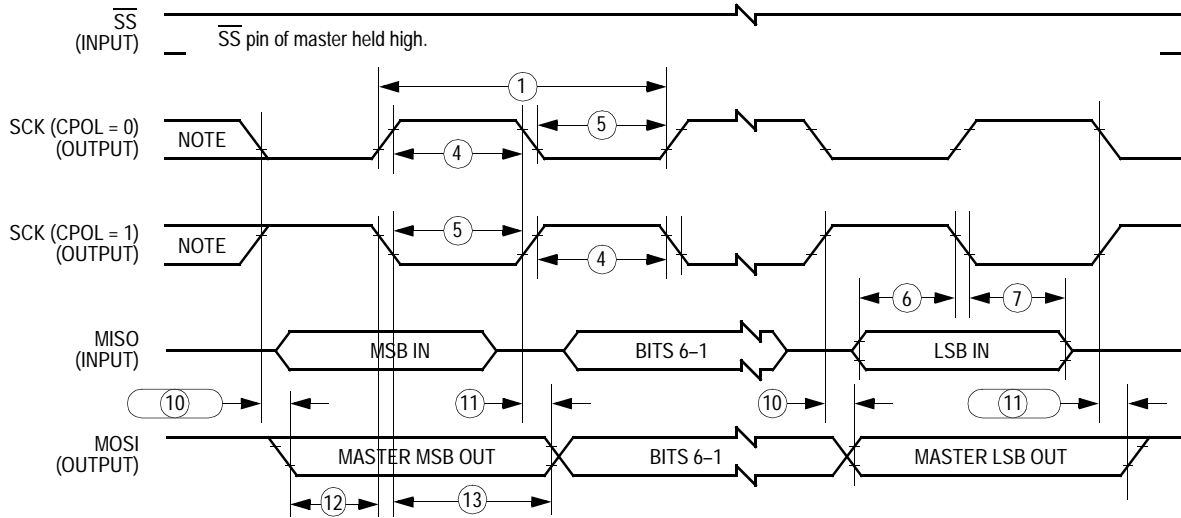 SS
(INPUT)
SS pin of master held high.
1
SCK (CPOL = 0)
(OUTPUT)
NOTE
5
4
SCK (CPOL = 1)
(OUTPUT)
NOTE
5
4
6
7
MISO
(INPUT)
MSB IN
BITS 6–1
LSB IN
10
11
10
11
MOSI
(OUTPUT)
MASTER MSB OUT
BITS 6–1
MASTER LSB OUT
12
13